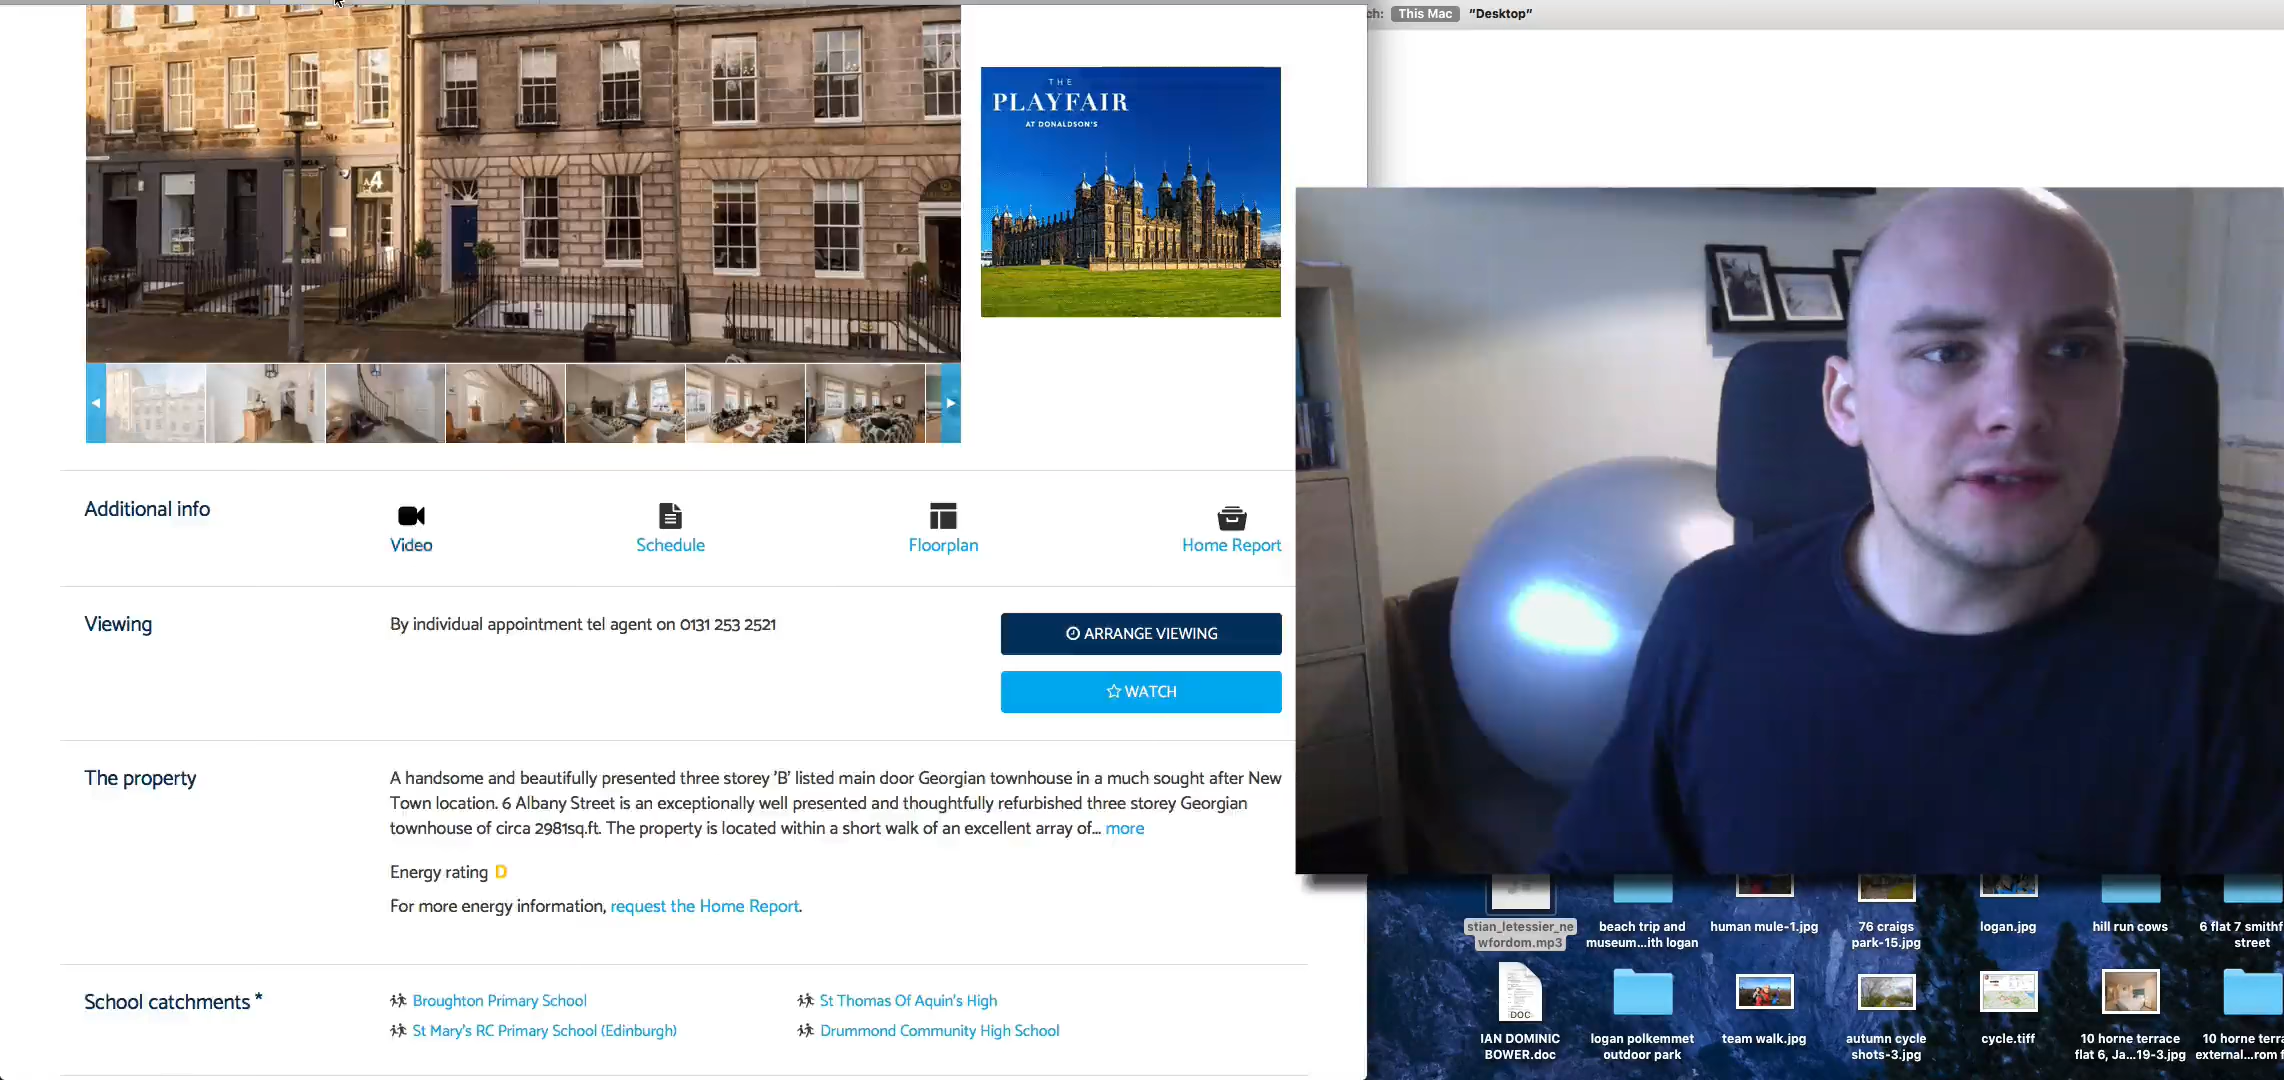 ch: This Mac "Desktop"
THE
PLAYFAIR
AT DONALDSON'S
4
Additional info
Video
Schedule
Floorplan
Home Report
Viewing
By individual appointment tel agent on 0131 253 2521
ARRANGE VIEWING
WATCH
The property
A handsome and beautifully presented three storey 'B' listed main door Georgian townhouse in a much sought after New
Town location. 6 Albany Street is an exceptionally well presented and thoughtfully refurbished three storey Georgian
townhouse of circa 2981sq.ft. The property is located within a short walk of an excellent array of... more
Energy rating D
For more energy information, request the Home Report.
School catchments *
Broughton Primary School
St Thomas Of Aquin's High
St Mary's RC Primary School (Edinburgh)
Drummond Community High School
stian_letessier_ne
wfordom.mp3
beach trip and
museum...ith logan
human mule-1.jpg
76 craigs
park-15.jpg
logan.jpg
hill run cows
6 flat 7 smithf
street
DOC
IAN DOMINIC
BOWER.doc
logan polkemmet
outdoor park
team walk.jpg
autumn cycle
shots-3.jpg
cycle.tiff
10 horne terrace
flat 6, Ja...19-3.jpg
10 horne terra
external...rom f